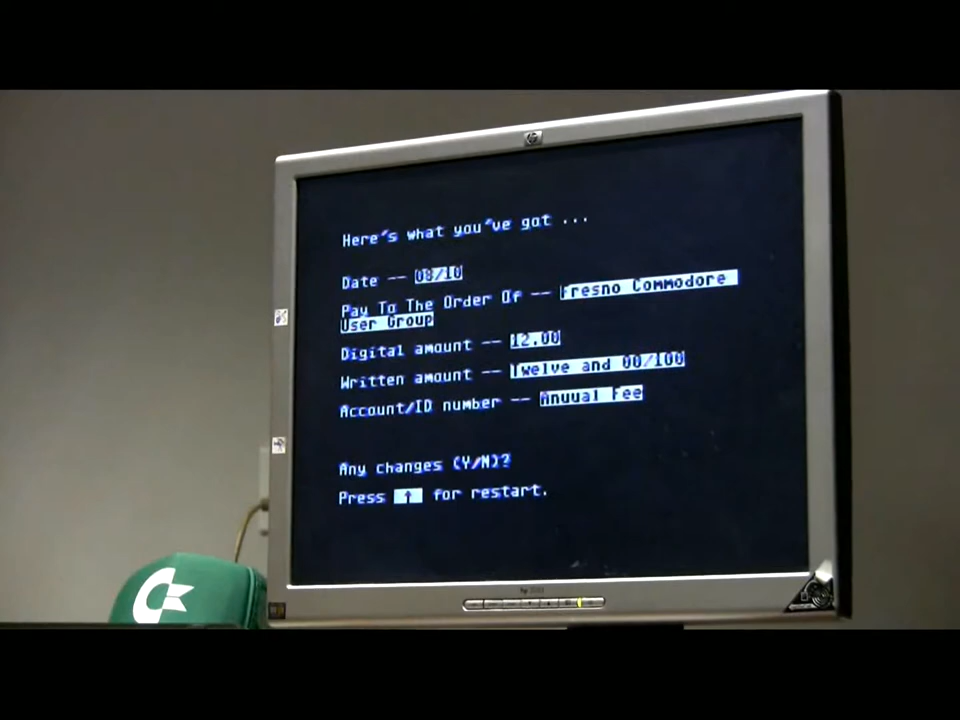 Here's what you've got ...
Date -- 08/10
Pay To The Order Of -- Fresno Commodore
User Group
Digital amount -- 12.00
Written amount -- Twelve and 00/100
Account/ID number -- Anuual Fee
Any changes (Y/N)?
Press ↑ for restart.
hp